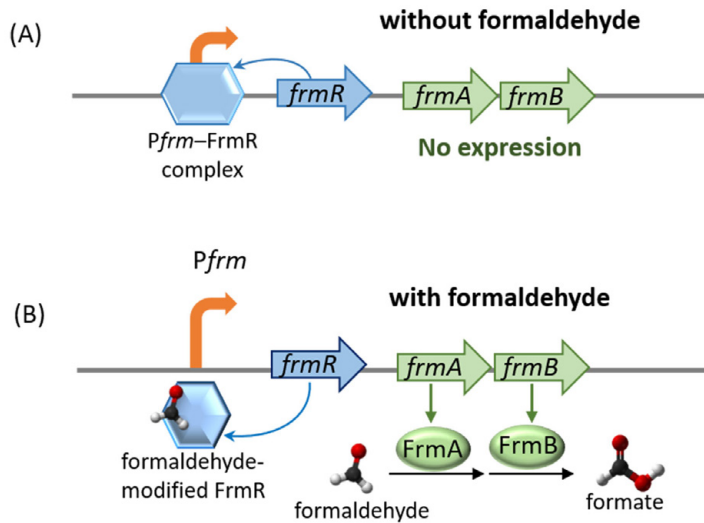 (A)
without formaldehyde
frmR
frmA
frmB
Pfrm–FrmR
complex
No expression
Pfrm
(B)
with formaldehyde
frmR
frmA
frmB
FrmA
FrmB
formaldehyde-
modified FrmR
formaldehyde
formate